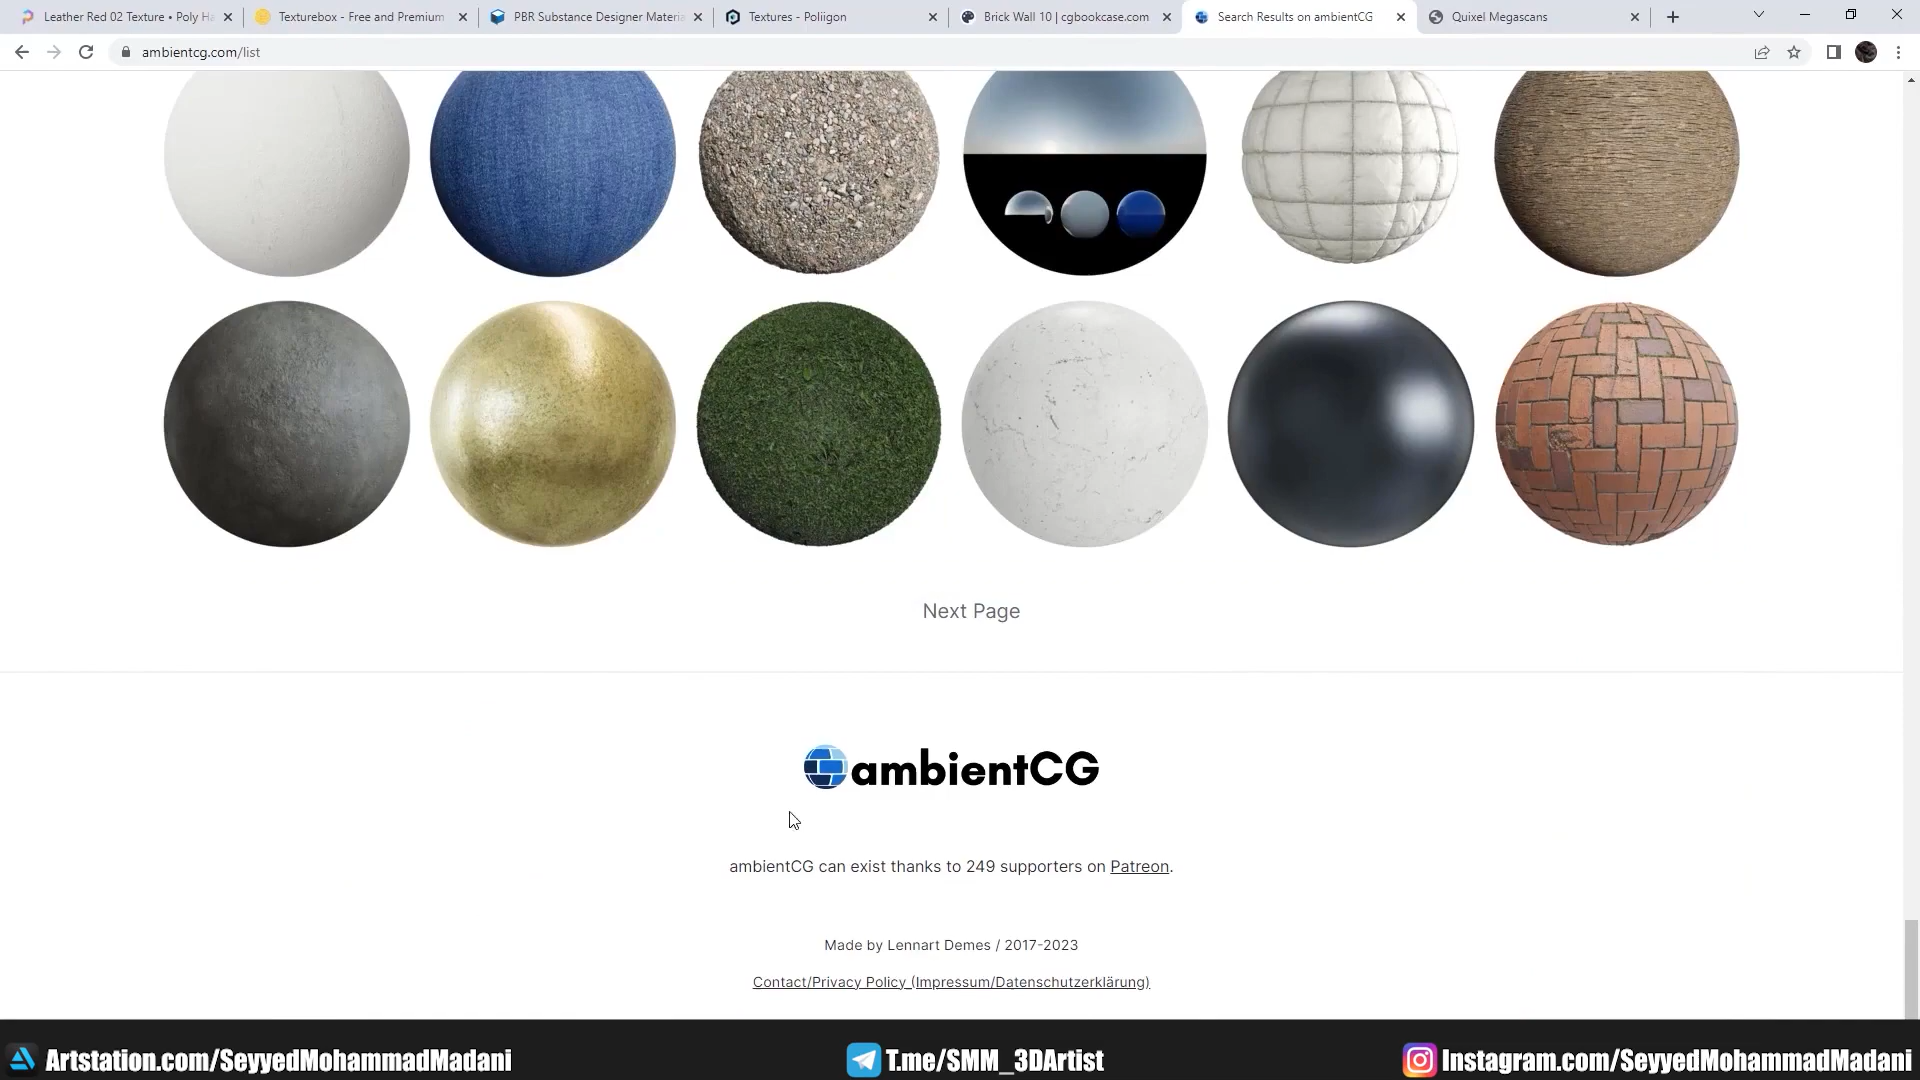 Leather Red 02 Texture • Poly Ha
Texturebox - Free and Premium
PBR Substance Designer Materia
Textures - Poliigon
Brick Wall 10 | cgbookcase.com
Search Results on ambientCG
Quixel Megascans
ambientcg.com/list
Next Page
ambientCG
ambientCG can exist thanks to 249 supporters on Patreon.
Made by Lennart Demes / 2017-2023
Contact/Privacy Policy (Impressum/Datenschutzerklärung)
Artstation.com/SeyyedMohammadMadani
T.me/SMM_3DArtist
Instagram.com/SeyyedMohammadMadani